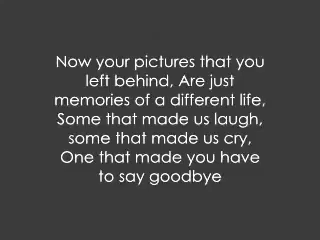 Now your pictures that you
left behind, Are just
memories of a different life,
Some that made us laugh,
some that made us cry,
One that made you have
to say goodbye